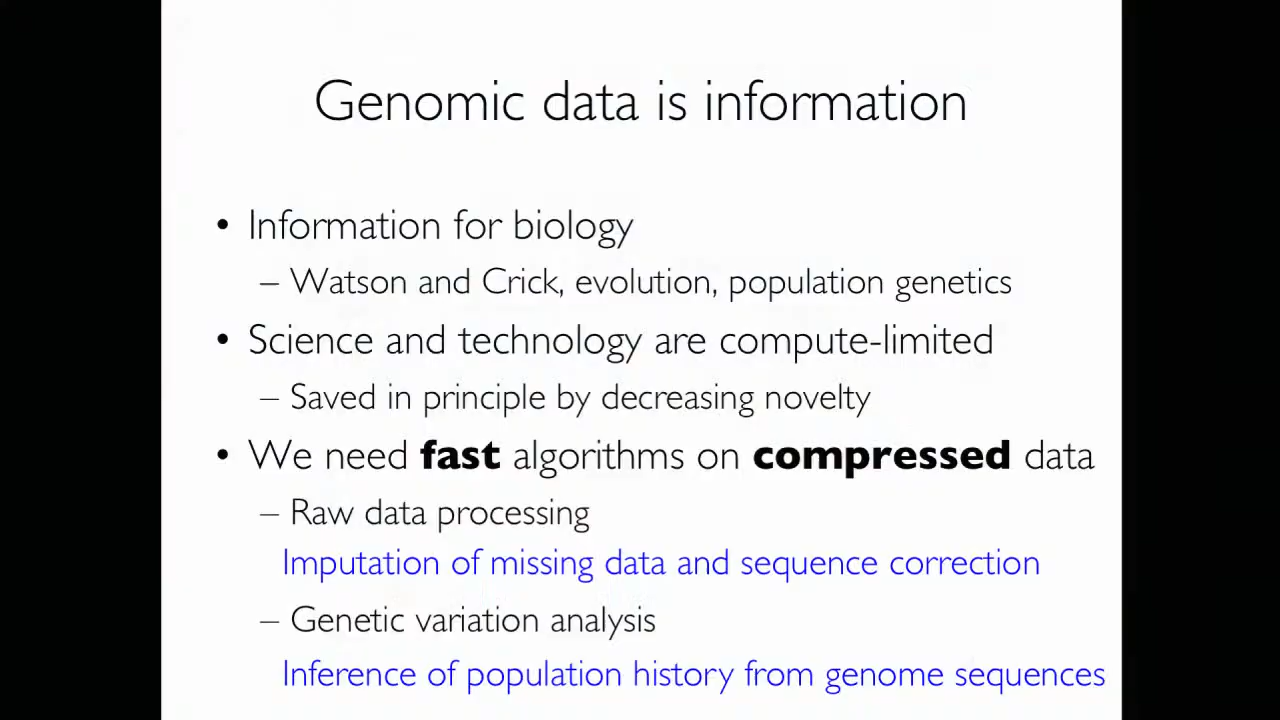 Genomic data is information
• Information for biology
– Watson and Crick, evolution, population genetics
• Science and technology are compute-limited
– Saved in principle by decreasing novelty
• We need fast algorithms on compressed data
– Raw data processing
Imputation of missing data and sequence correction
– Genetic variation analysis
Inference of population history from genome sequences